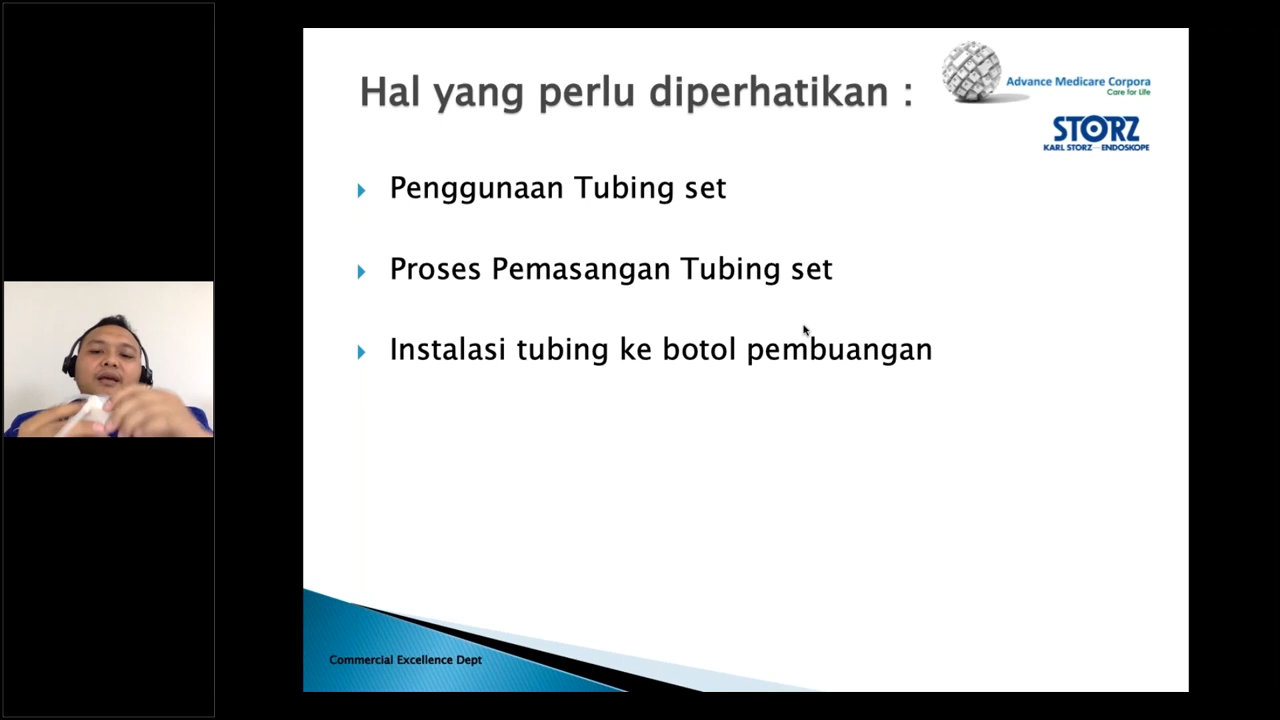 Hal yang perlu diperhatikan :
Advance Medicare Corpora
Care for Life
STORZ
KARL STORZ—ENDOSKOPE
Penggunaan Tubing set
Proses Pemasangan Tubing set
Instalasi tubing ke botol pembuangan
Commercial Excellence Dept